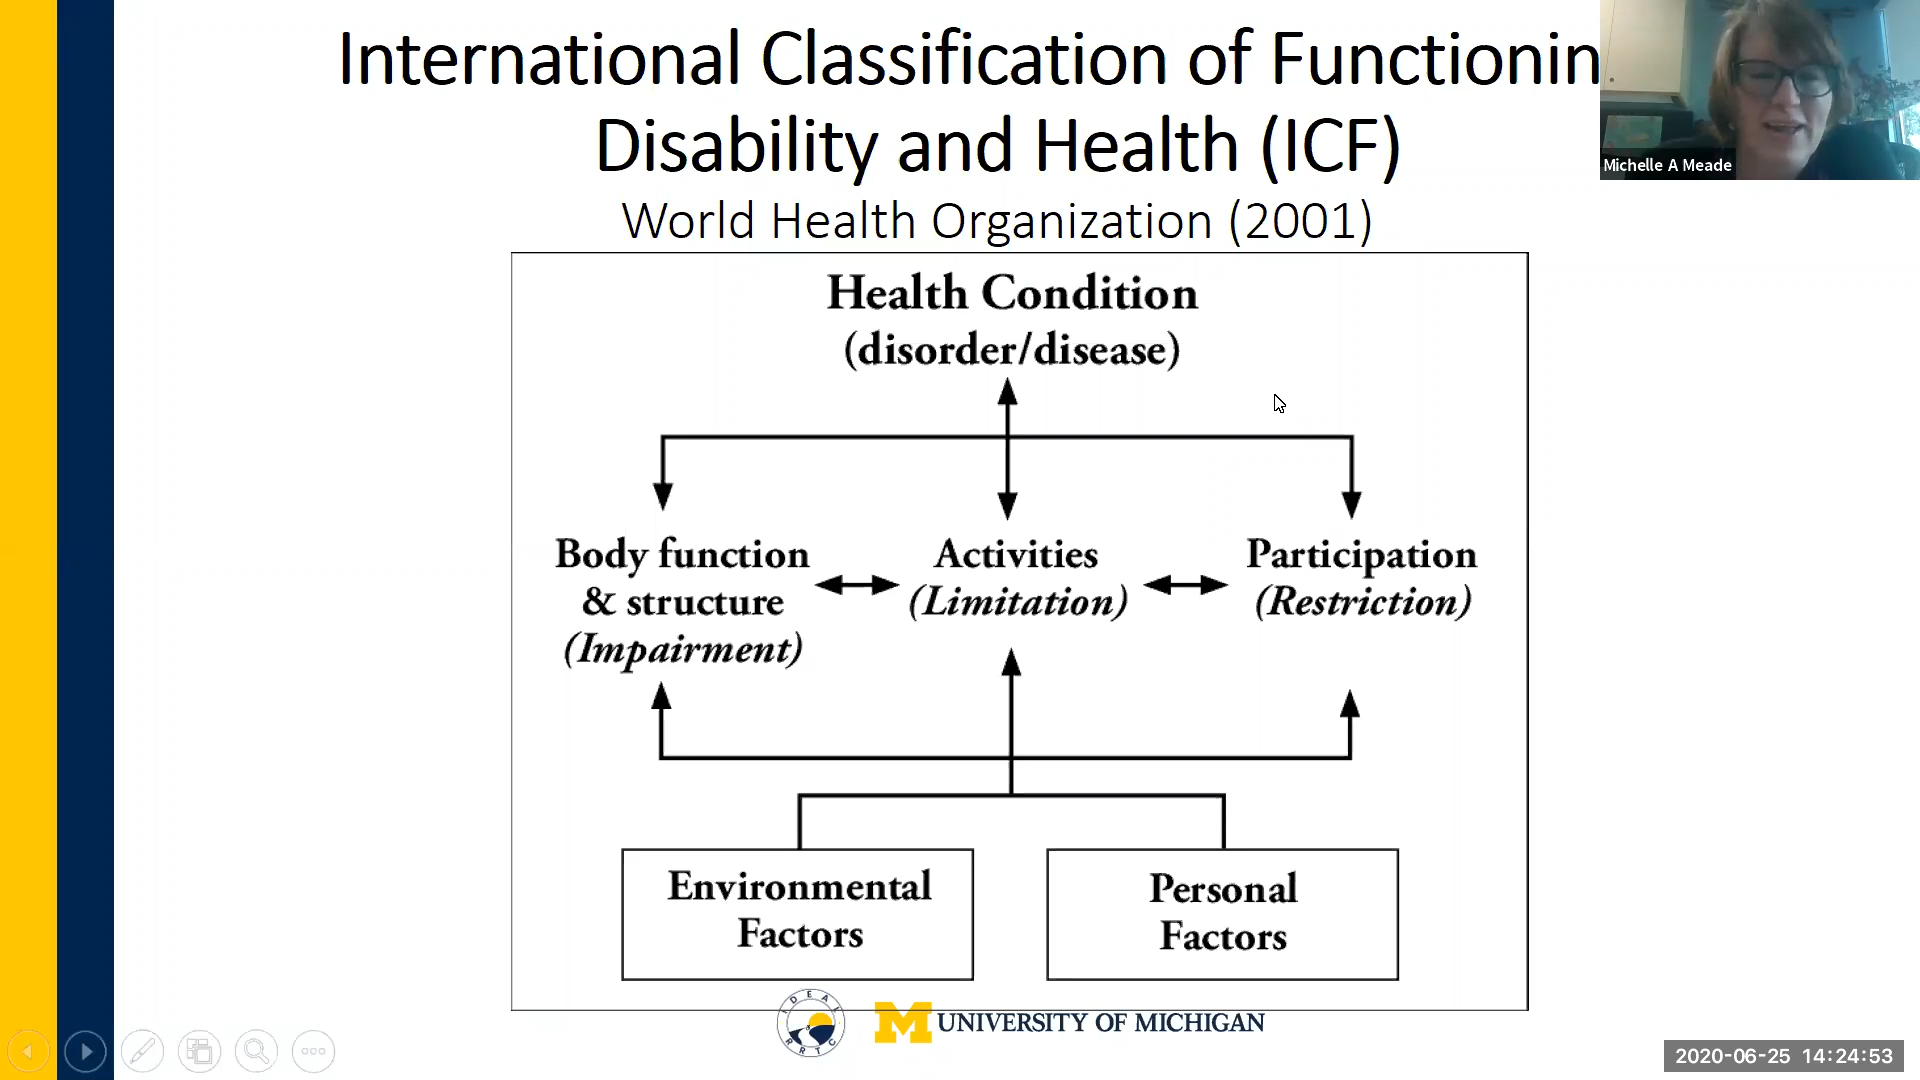 International Classification of Functionin
Disability and Health (ICF)
World Health Organization (2001)
Michelle A Meade
Health Condition
(disorder/disease)
Body function
& structure
(Impairment)
Activities
(Limitation)
Participation
(Restriction)
Environmental
Factors
Personal
Factors
IDEAL
RRTC
M UNIVERSITY OF MICHIGAN
2020-06-25 14:24:53